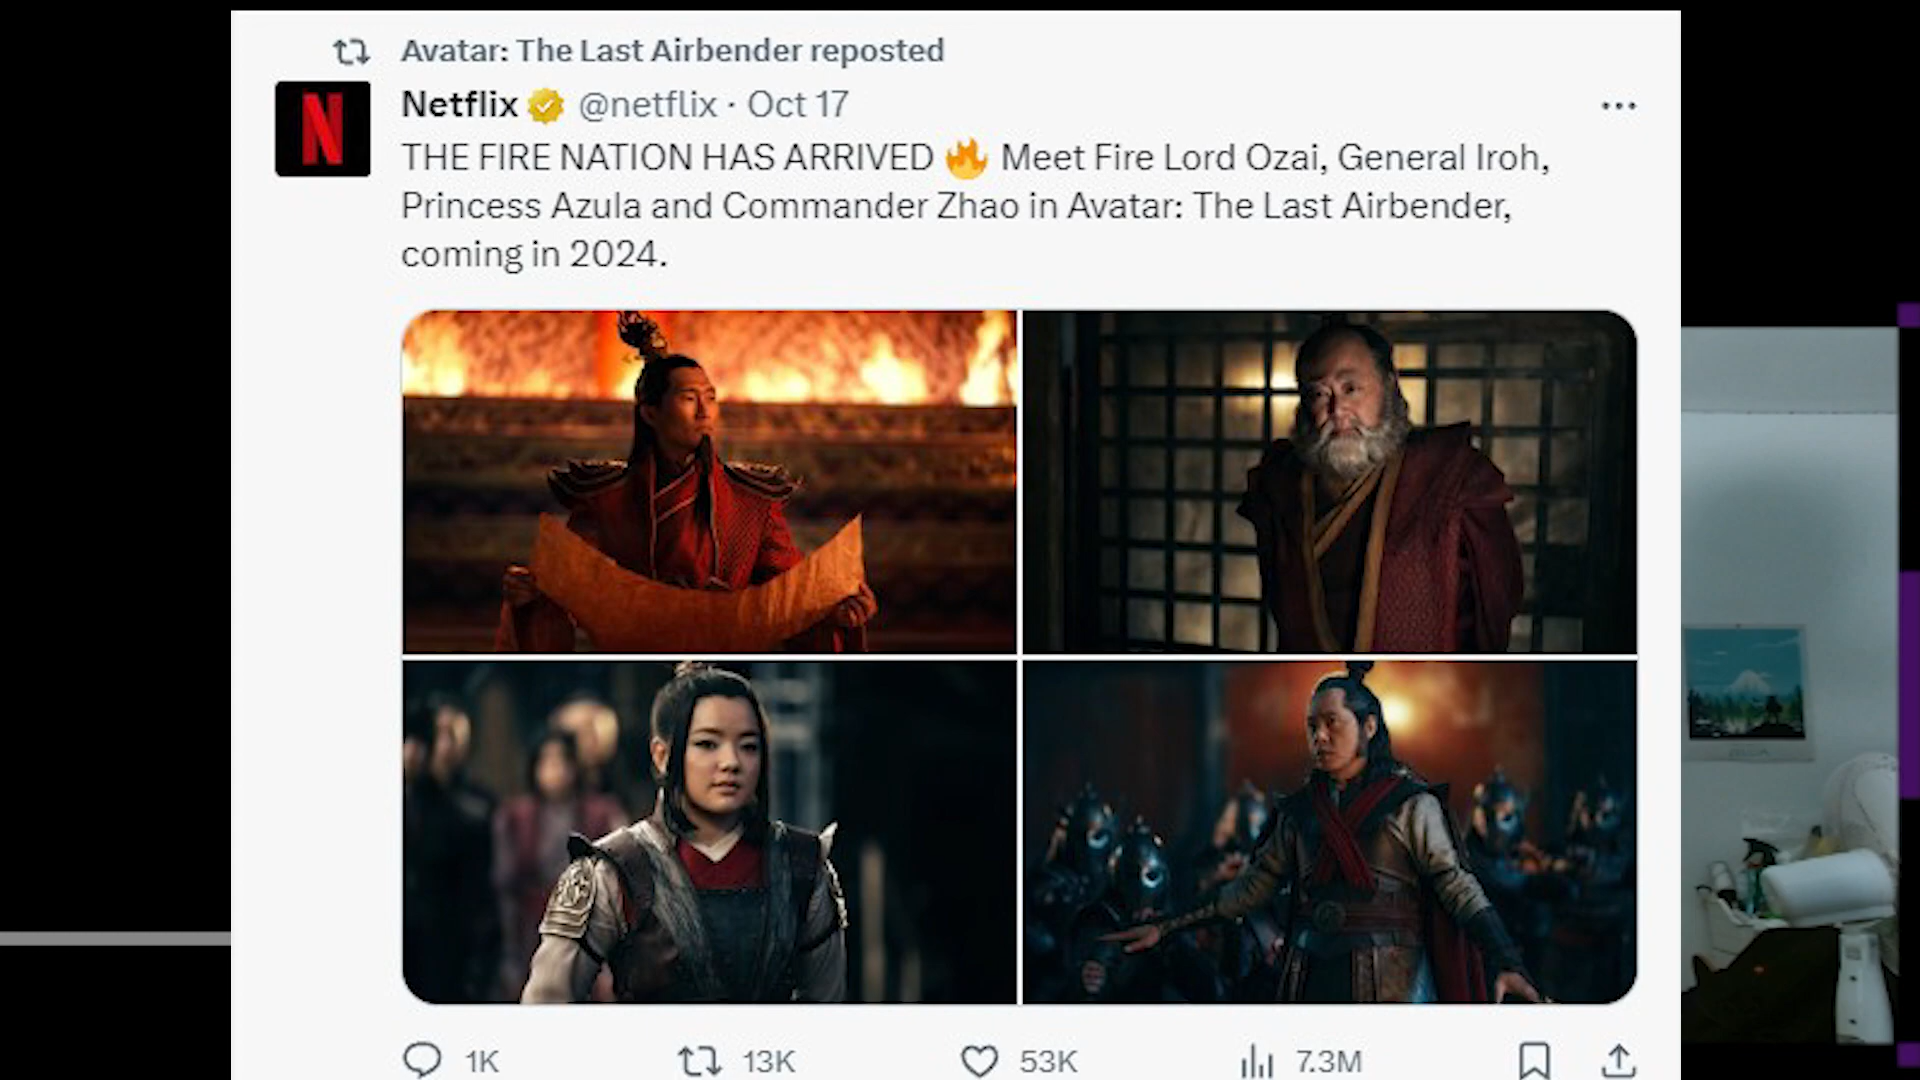 Avatar: The Last Airbender reposted
N
Netflix @netflix · Oct 17
THE FIRE NATION HAS ARRIVED 🔥 Meet Fire Lord Ozai, General Iroh,
Princess Azula and Commander Zhao in Avatar: The Last Airbender,
coming in 2024.
1K 13K 53K 7.3M